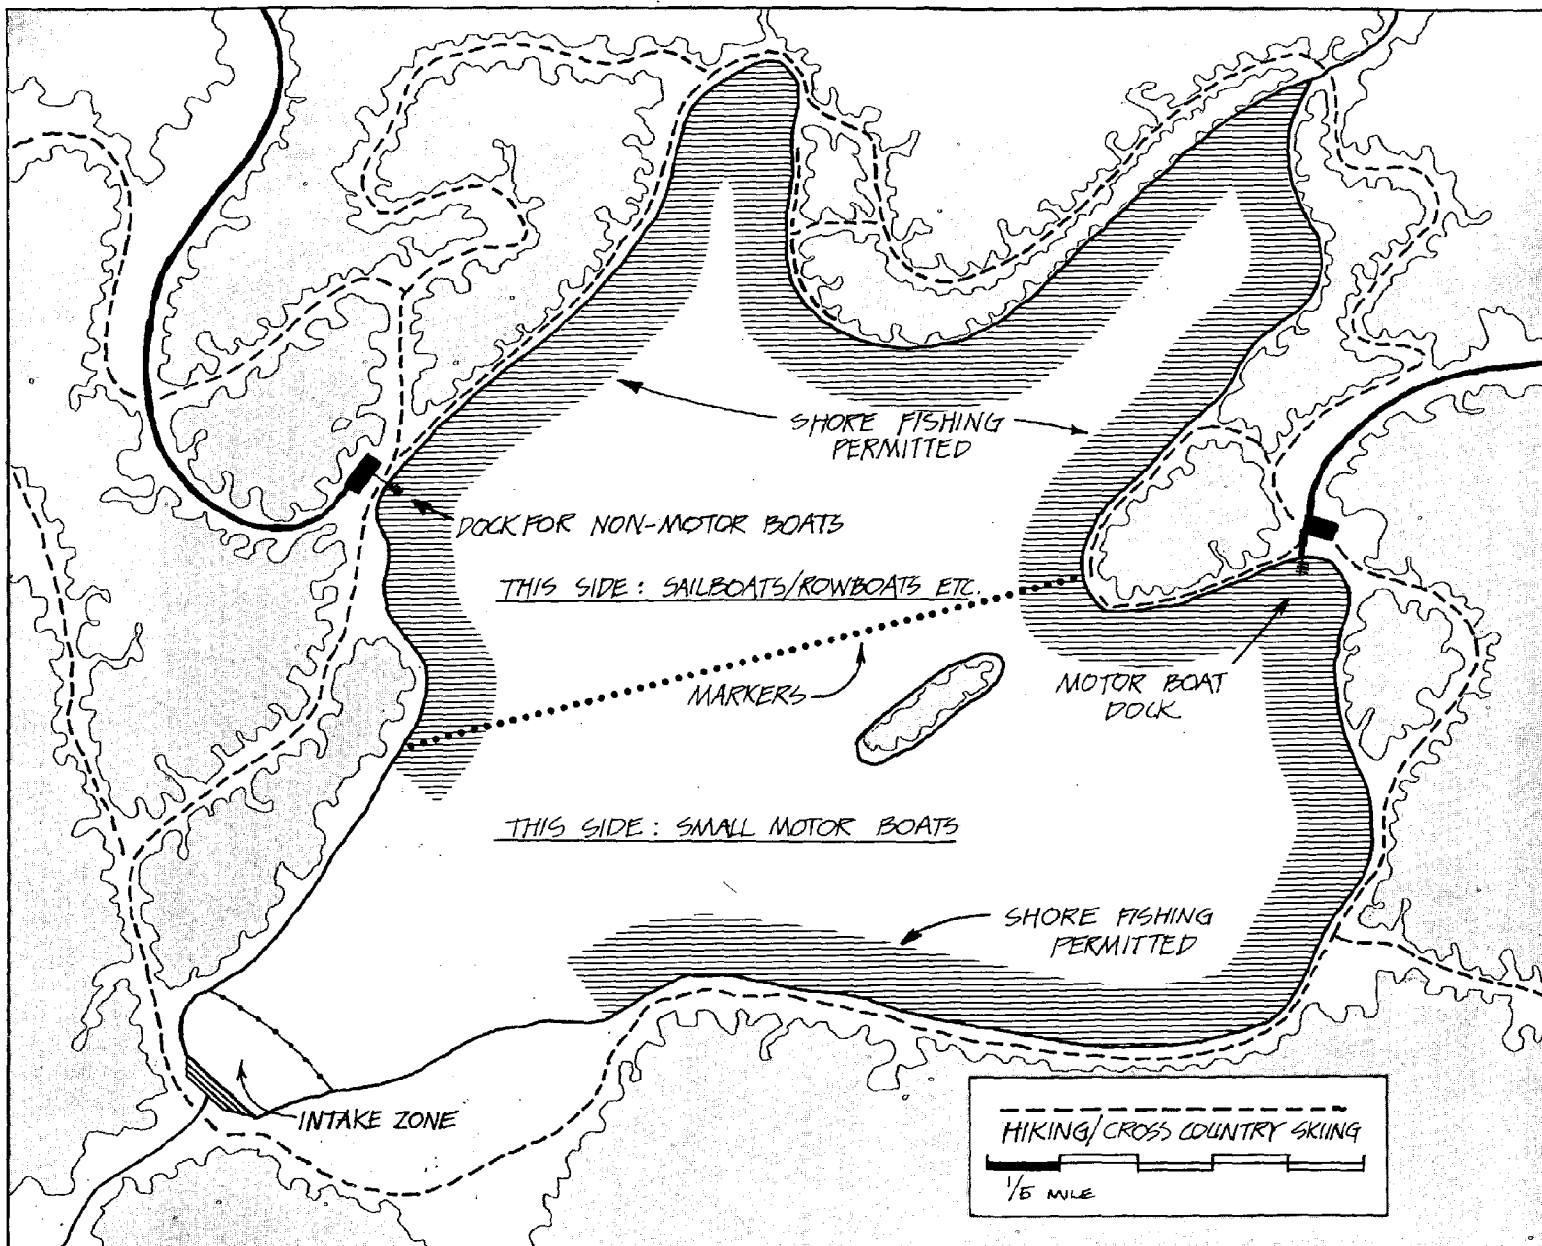 SHORE FISHING
PERMITTED
DOCK FOR NON-MOTOR BOATS
THIS SIDE: SAILBOATS/ROWBOATS ETC.
MARKERS
MOTOR BOAT
DOCK
THIS SIDE: SMALL MOTOR BOATS
SHORE FISHING
PERMITTED
INTAKE ZONE
HIKING/CROSS COUNTRY SKIING
1/5 MILE